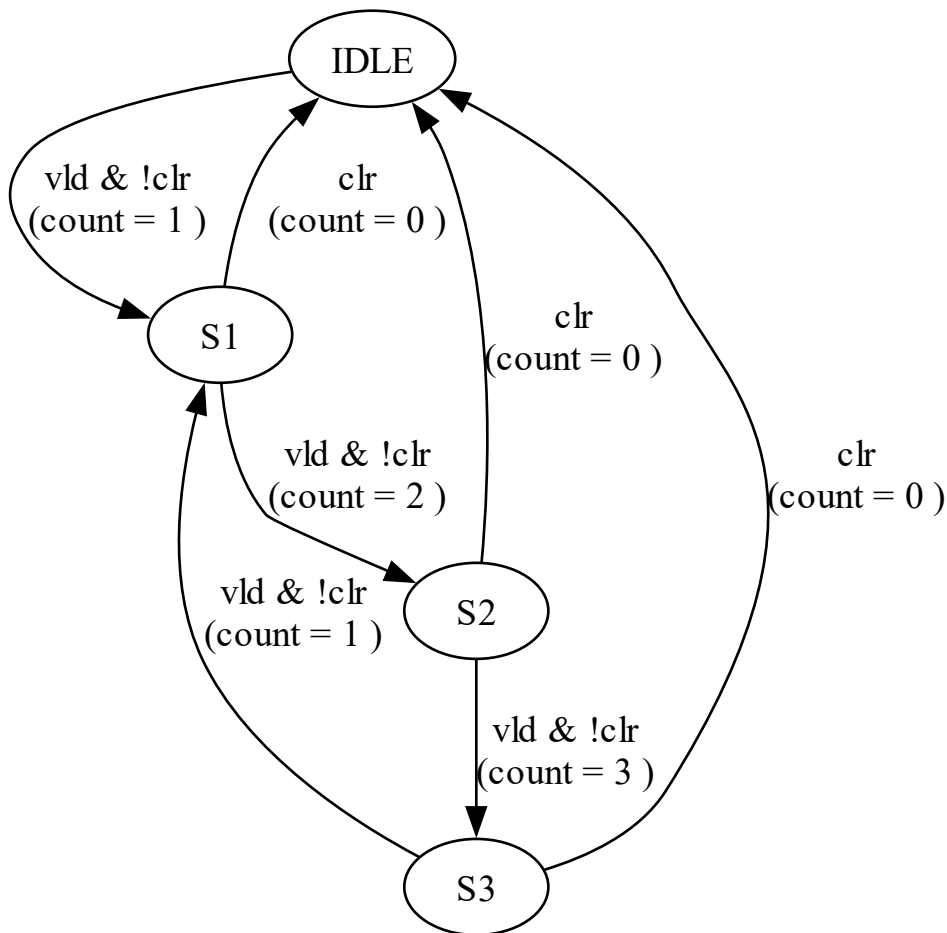 IDLE
vld & !clr
(count = 1 )
clr
(count = 0 )
clr
(count = 0 )
S1
vld & !clr
(count = 2 )
clr
(count = 0 )
vld & !clr
(count = 1 )
S2
vld & !clr
(count = 3 )
S3